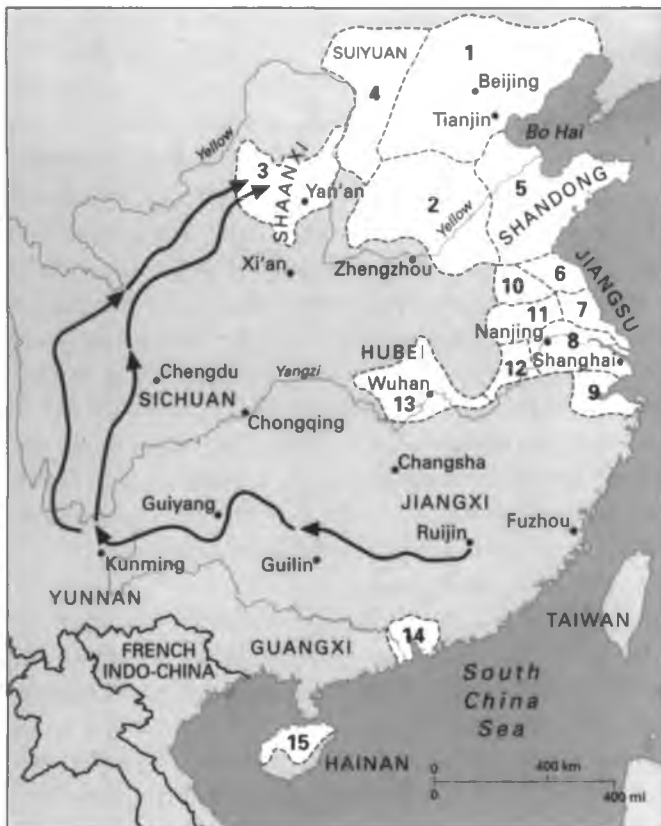 SUIYUAN
1
Beijing
4
Tianjin
Bo Hai
Yellow
3
SHAANXI
Yan'an
2
Yellow
5
SHANDONG
Xi'an
Zhengzhou
JIANGSU
6
10
7
11
Nanjing
8
HUBEI
Shanghai
12
Chengdu
Yangzi
Wuhan
9
SICHUAN
13
Chongqing
Changsha
Guiyang
JIANGXI
Ruijin
Fuzhou
Kunming
Guilin
YUNNAN
TAIWAN
14
FRENCH
INDO-CHINA
GUANGXI
South
China
Sea
15
HAINAN
0 400 km
0 400 mi